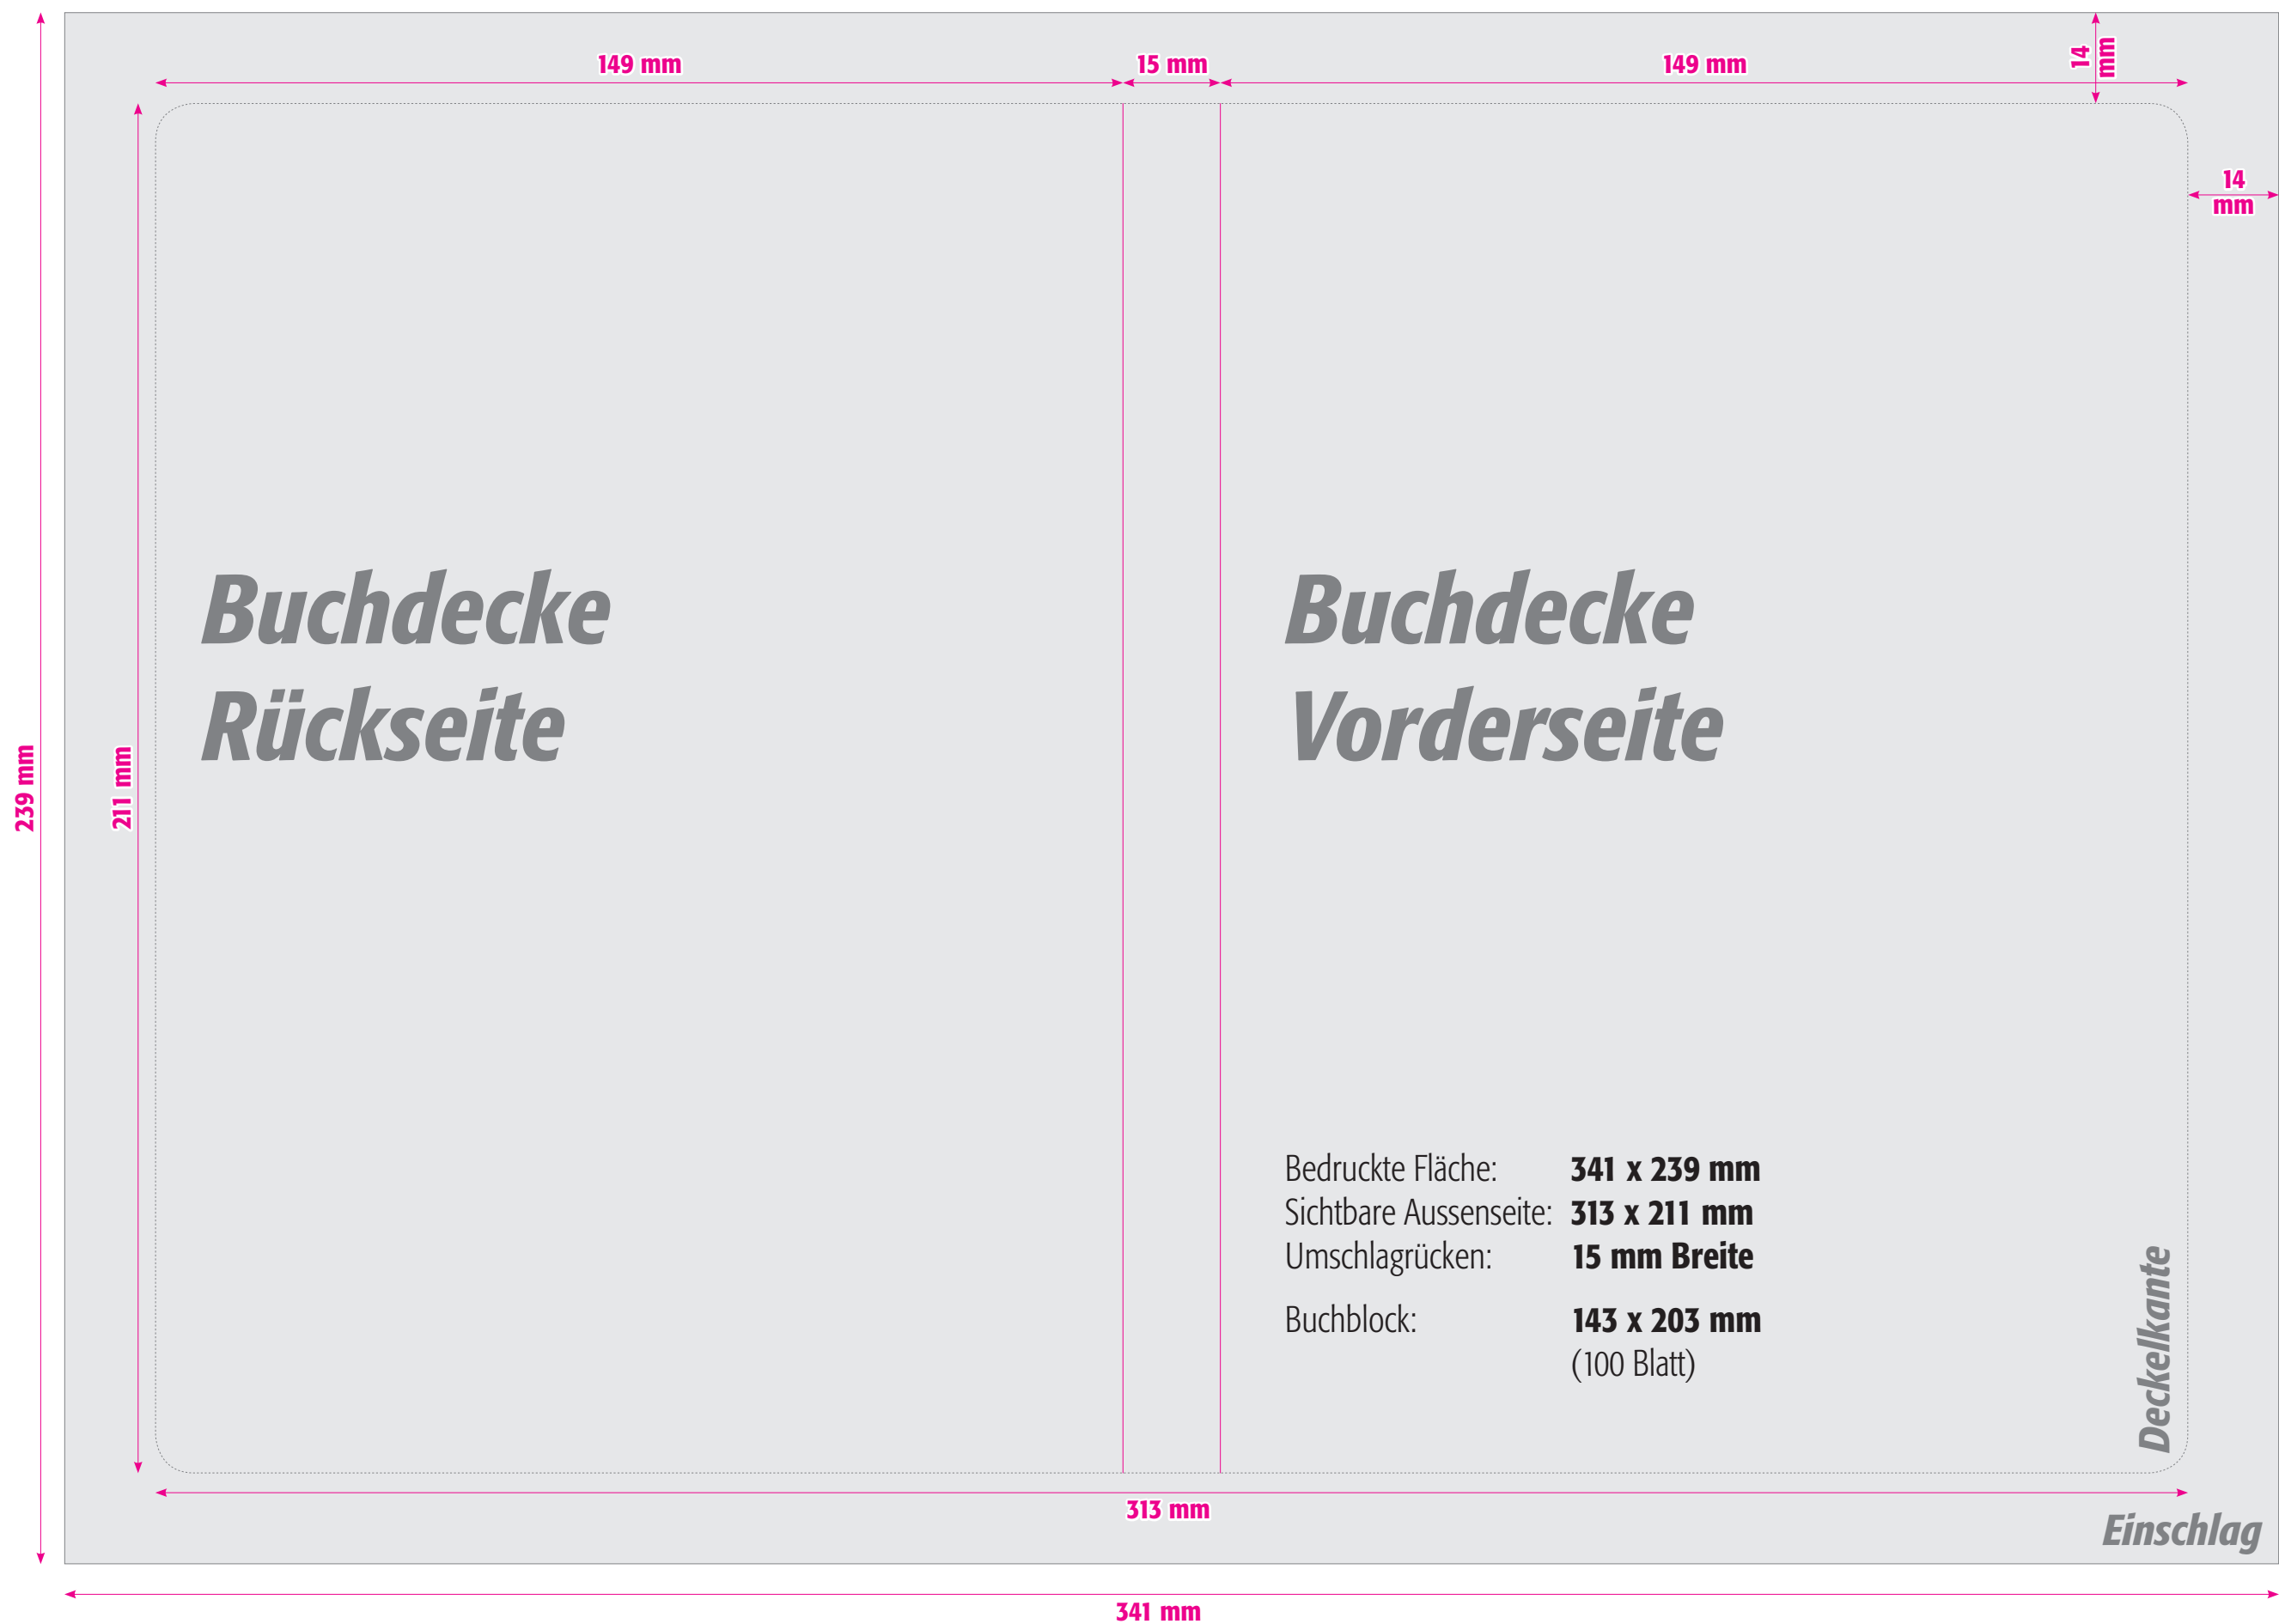 149 mm
15 mm
149 mm
14 mm
14
mm
Buchdecke
Rückseite
Buchdecke
Vorderseite
239 mm
211 mm
Bedruckte Fläche: 341 x 239 mm
Sichtbare Aussenseite: 313 x 211 mm
Umschlagrücken: 15 mm Breite
Buchblock: 143 x 203 mm
(100 Blatt)
Deckelkante
313 mm
Einschlag
341 mm